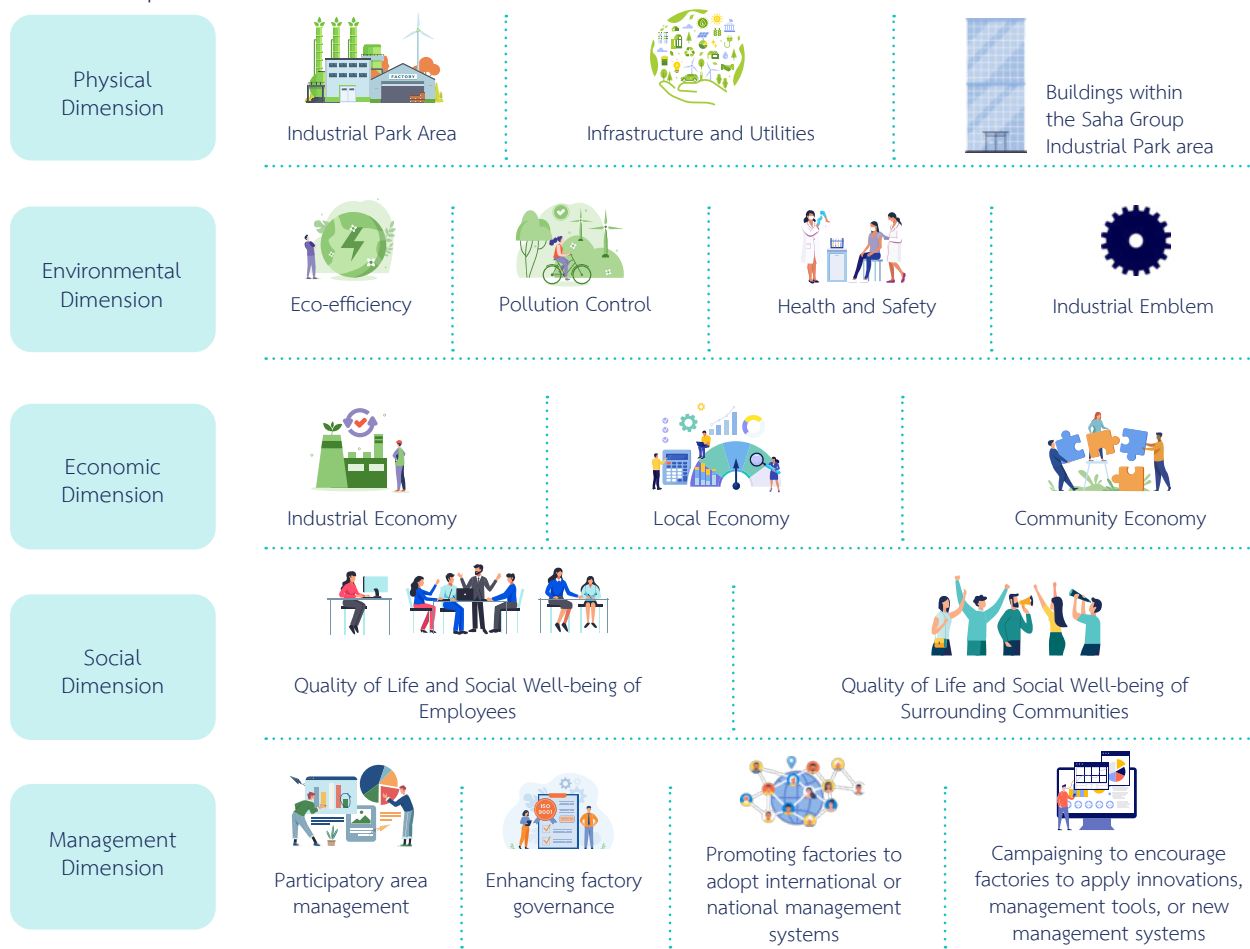 Physical
Dimension
FACTORY
Industrial Park Area
Infrastructure and Utilities
Buildings within
the Saha Group
Industrial Park area
Environmental
Dimension
Eco-efficiency
Pollution Control
Health and Safety
Industrial Emblem
Economic
Dimension
Industrial Economy
Local Economy
Community Economy
Social
Dimension
Quality of Life and Social Well-being of
Employees
Quality of Life and Social Well-being of
Surrounding Communities
Management
Dimension
Participatory area
management
ISO
9001
Enhancing factory
governance
Promoting factories to
adopt international or
national management
systems
Campaigning to encourage
factories to apply innovations,
management tools, or new
management systems